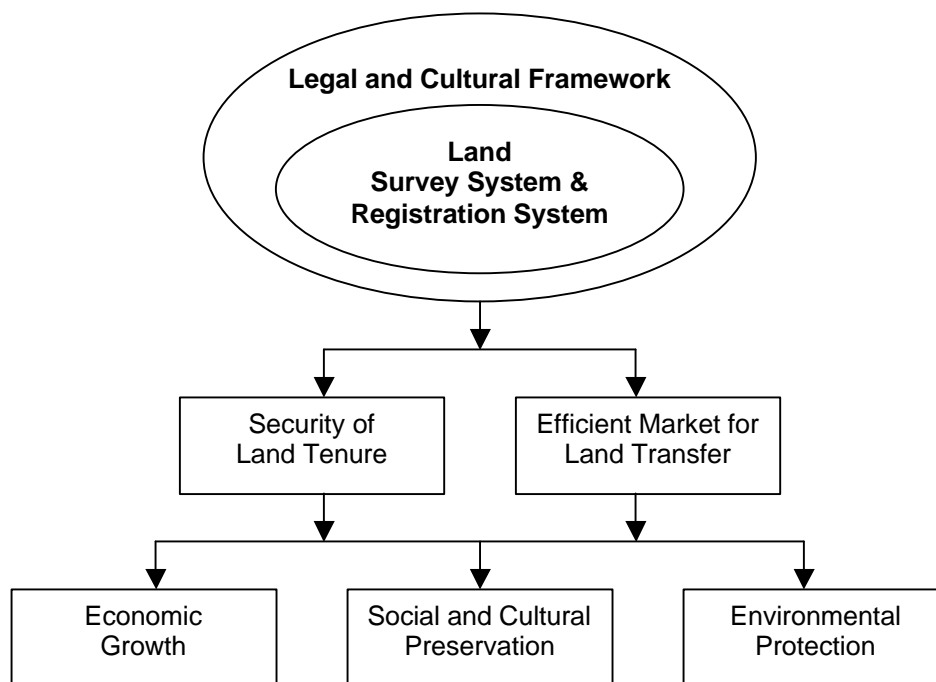 Legal and Cultural Framework
Land
Survey System &
Registration System
Security of
Land Tenure
Efficient Market for
Land Transfer
Economic
Growth
Social and Cultural
Preservation
Environmental
Protection